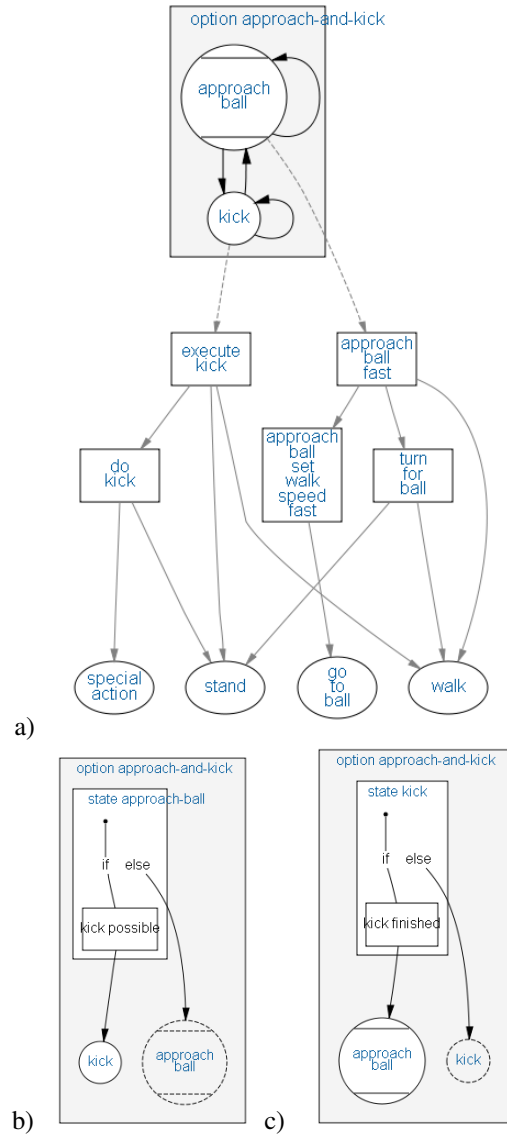 option approach-and-kick
approach
ball
kick
execute
kick
approach
ball
fast
do
kick
approach
ball
set
walk
speed
fast
turn
for
ball
special
action
stand
go
to
ball
walk
a)
option approach-and-kick
state approach-ball
if else
kick possible
kick
approach
ball
b)
option approach-and-kick
state kick
if else
kick finished
approach
ball
kick
c)